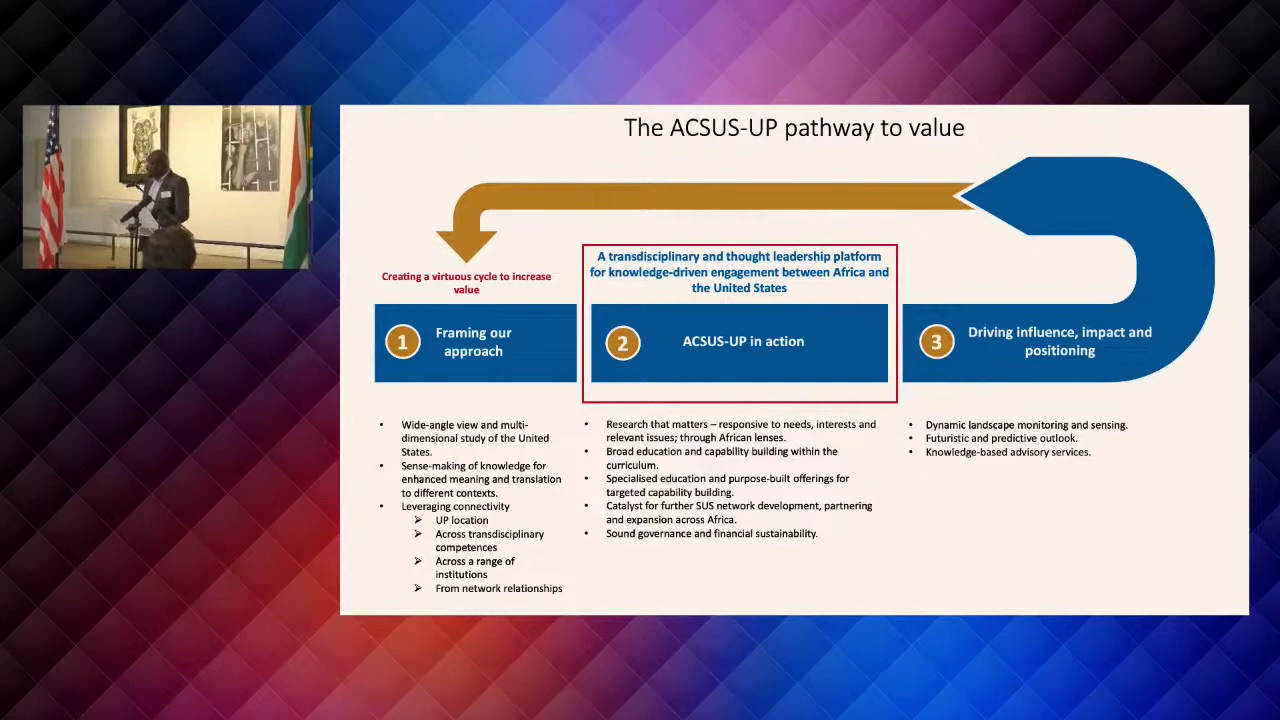 The ACSUS-UP pathway to value
Creating a virtuous cycle to increase
value
A transdisciplinary and thought leadership platform
for knowledge-driven engagement between Africa and
the United States
1
Framing our
approach
2
ACSUS-UP in action
3
Driving influence, impact and
positioning
• Wide-angle view and multi-
dimensional study of the United
States.
• Sense-making of knowledge for
enhanced meaning and translation
to different contexts.
• Leveraging connectivity
➢ UP location
➢ Across transdisciplinary
competences
➢ Across a range of
institutions
➢ From network relationships
• Research that matters – responsive to needs, interests and
relevant issues; through African lenses.
• Broad education and capability building within the
curriculum.
• Specialised education and purpose-built offerings for
targeted capability building.
• Catalyst for further SUS network development, partnering
and expansion across Africa.
• Sound governance and financial sustainability.
• Dynamic landscape monitoring and sensing.
• Futuristic and predictive outlook.
• Knowledge-based advisory services.